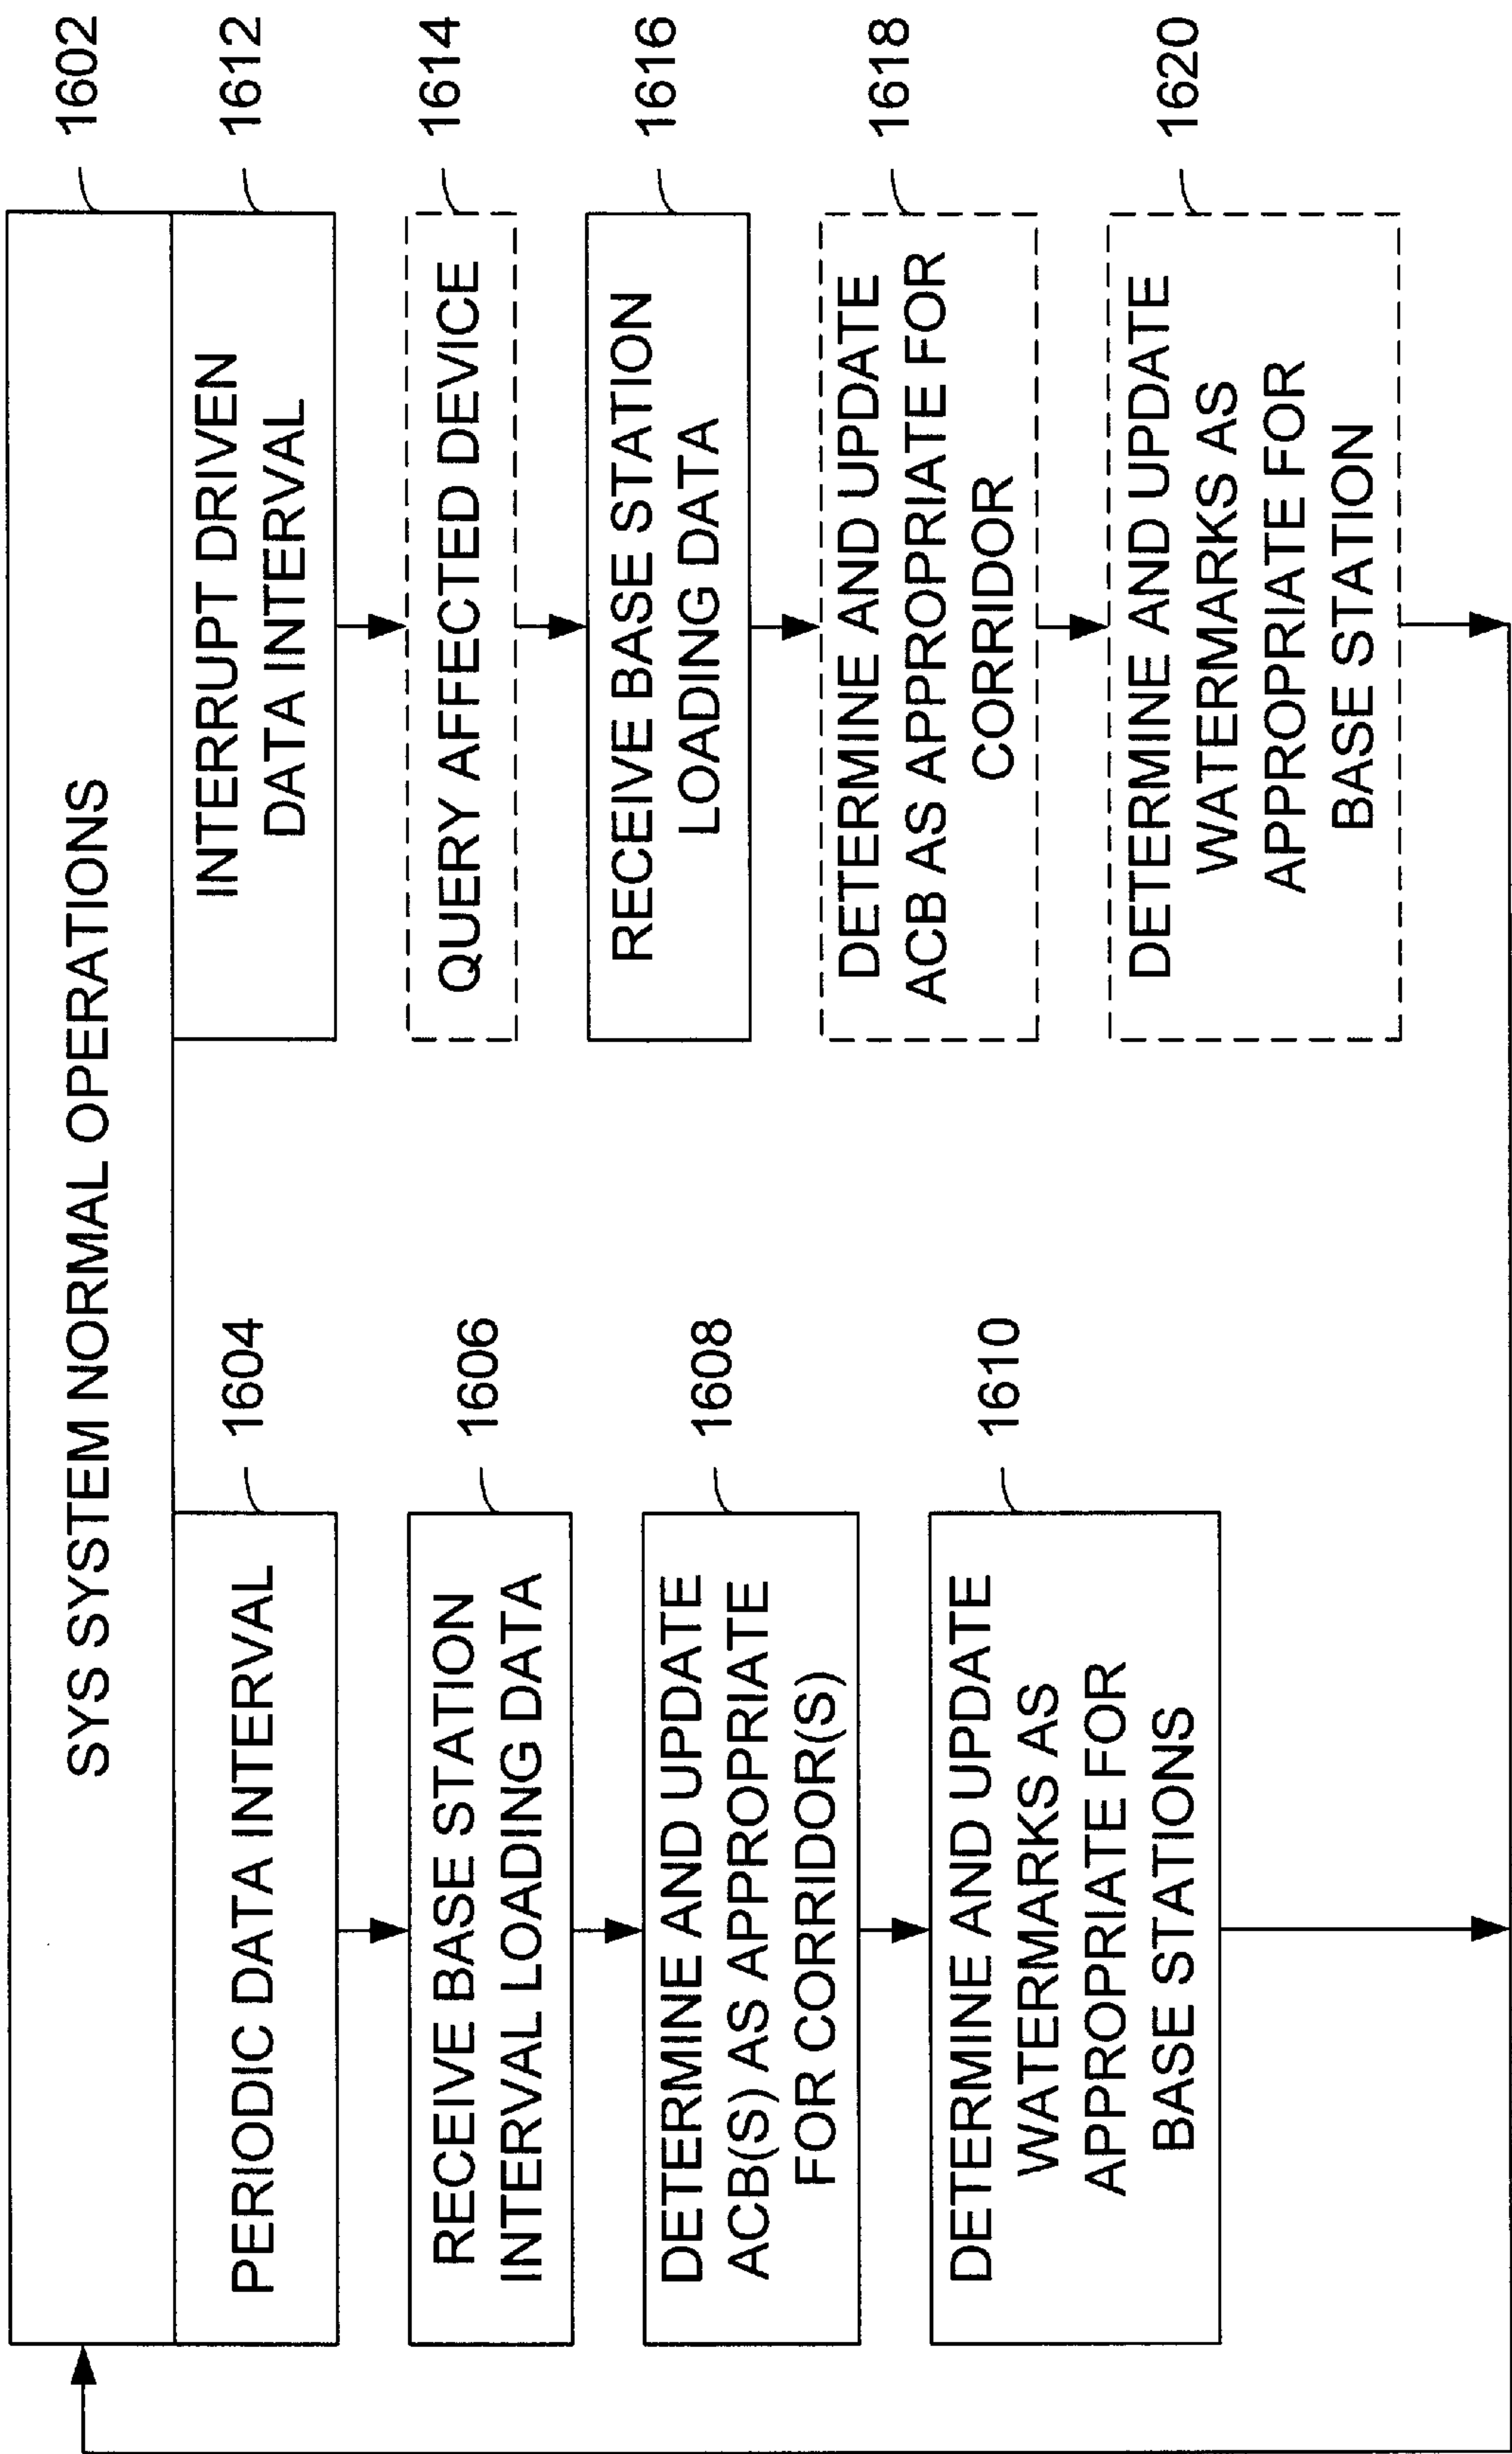 SYS SYSTEM NORMAL OPERATIONS
1602
PERIODIC DATA INTERVAL
1604
RECEIVE BASE STATION
INTERVAL LOADING DATA
1606
DETERMINE AND UPDATE
ACB(S) AS APPROPRIATE
FOR CORRIDOR(S)
1608
DETERMINE AND UPDATE
WATERMARKS AS
APPROPRIATE FOR
BASE STATIONS
1610
INTERRUPT DRIVEN
DATA INTERVAL
1612
QUERY AFFECTED DEVICE
1614
RECEIVE BASE STATION
LOADING DATA
1616
DETERMINE AND UPDATE
ACB AS APPROPRIATE FOR
CORRIDOR
1618
DETERMINE AND UPDATE
WATERMARKS AS
APPROPRIATE FOR
BASE STATION
1620